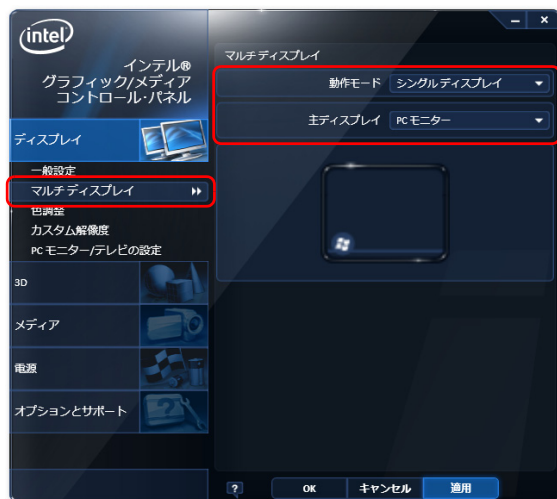 intel
インテル®
グラフィック/メディア
コントロール・パネル
ディスプレイ
一般設定
マルチディスプレイ
色調整
カスタム解像度
PC モニター/テレビの設定
3D
メディア
電源
オプションとサポート
マルチディスプレイ
動作モード シングルディスプレイ
主ディスプレイ PC モニター
? OK キャンセル 適用